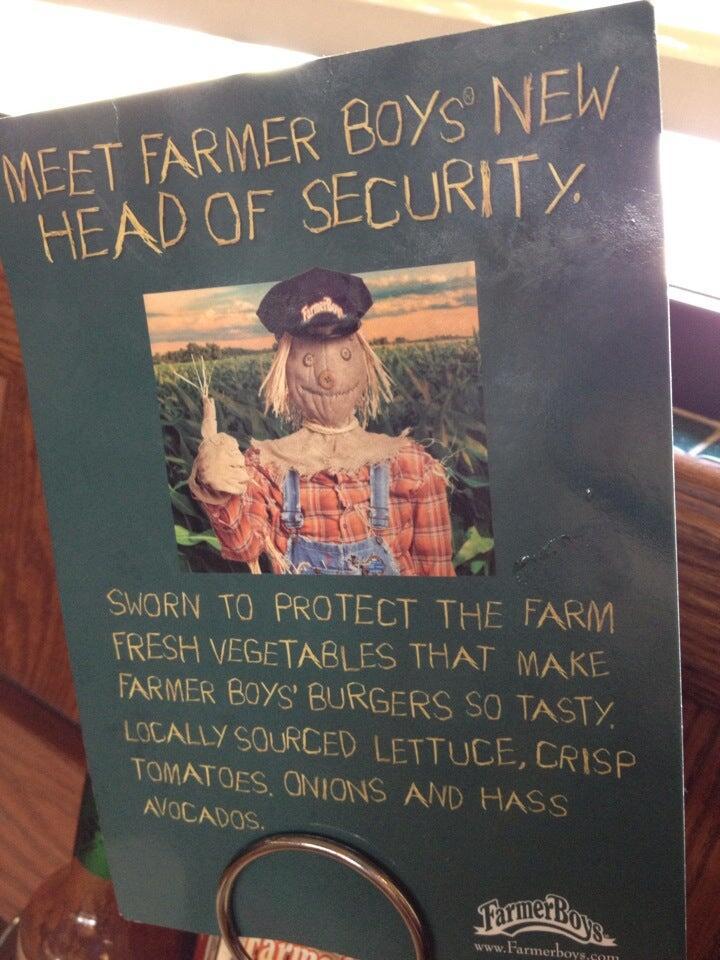 MEET FARMER BOYS® NEW
HEAD OF SECURITY.
FarmerBoys
SWORN TO PROTECT THE FARM
FRESH VEGETABLES THAT MAKE
FARMER BOYS' BURGERS SO TASTY.
LOCALLY SOURCED LETTUCE, CRISP
TOMATOES. ONIONS AND HASS
AVOCADOS.
FarmerBoys
www.Farmerboys.com